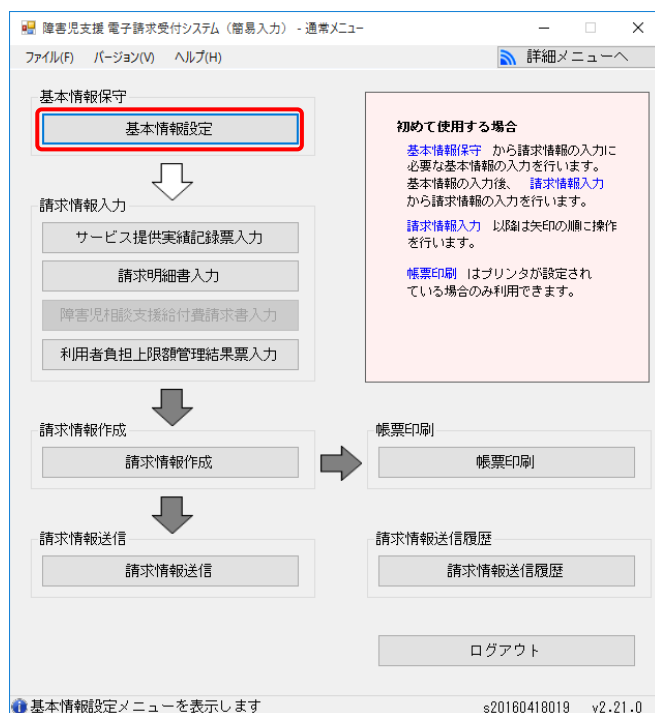 障害児支援 電子請求受付システム（簡易入力） - 通常メニュー
ファイル(F) バージョン(V) ヘルプ(H) 詳細メニューへ
基本情報保守
基本情報設定
請求情報入力
サービス提供実績記録票入力
請求明細書入力
障害児相談支援給付費請求書入力
利用者負担上限額管理結果票入力
初めて使用する場合
基本情報保守 から請求情報の入力に
必要な基本情報の入力を行います。
基本情報の入力後、 請求情報入力
から請求情報の入力を行います。
請求情報入力 以降は矢印の順に操作
を行います。
帳票印刷 はプリンタが設定され
ている場合のみ利用できます。
請求情報作成
請求情報作成
帳票印刷
帳票印刷
請求情報送信
請求情報送信
請求情報送信履歴
請求情報送信履歴
ログアウト
基本情報設定メニューを表示します s20160418019 v2.21.0